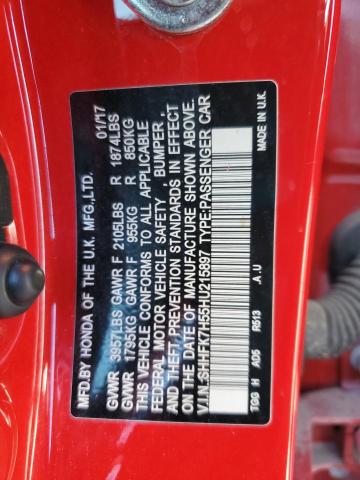 MFD.BY HONDA OF THE U.K. MFG.,LTD. 01/17
GVWR 3957LBS GAWR F 2105LBS R 1874LBS
GVWR 1795KG GAWR F 955KG R 850KG
THIS VEHICLE CONFORMS TO ALL APPLICABLE
FEDERAL MOTOR VEHICLE SAFETY , BUMPER ,
AND THEFT PREVENTION STANDARDS IN EFFECT
ON THE DATE OF MANUFACTURE SHOWN ABOVE.
V.I.N.:SHHFK7H55HU215897 TYPE:PASSENGER CAR
TGG H AD5 R513 .A.U MADE IN U.K.